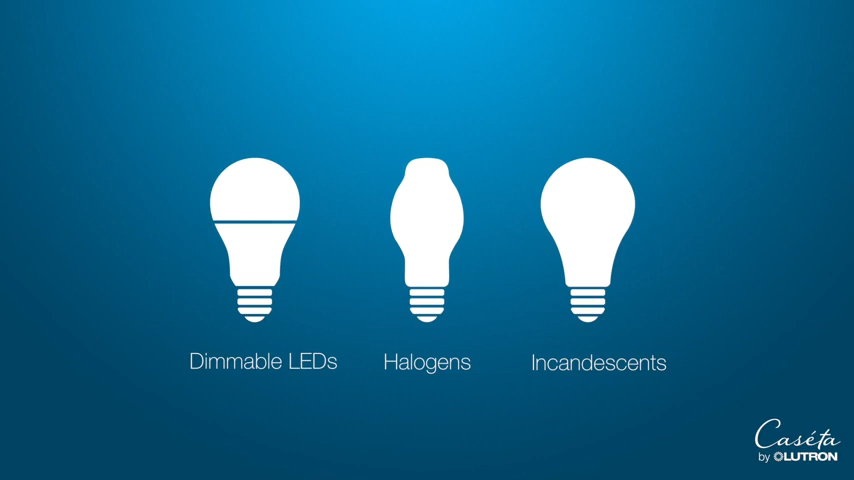 Dimmable LEDs
Halogens
Incandescents
Caséta
by LUTRON